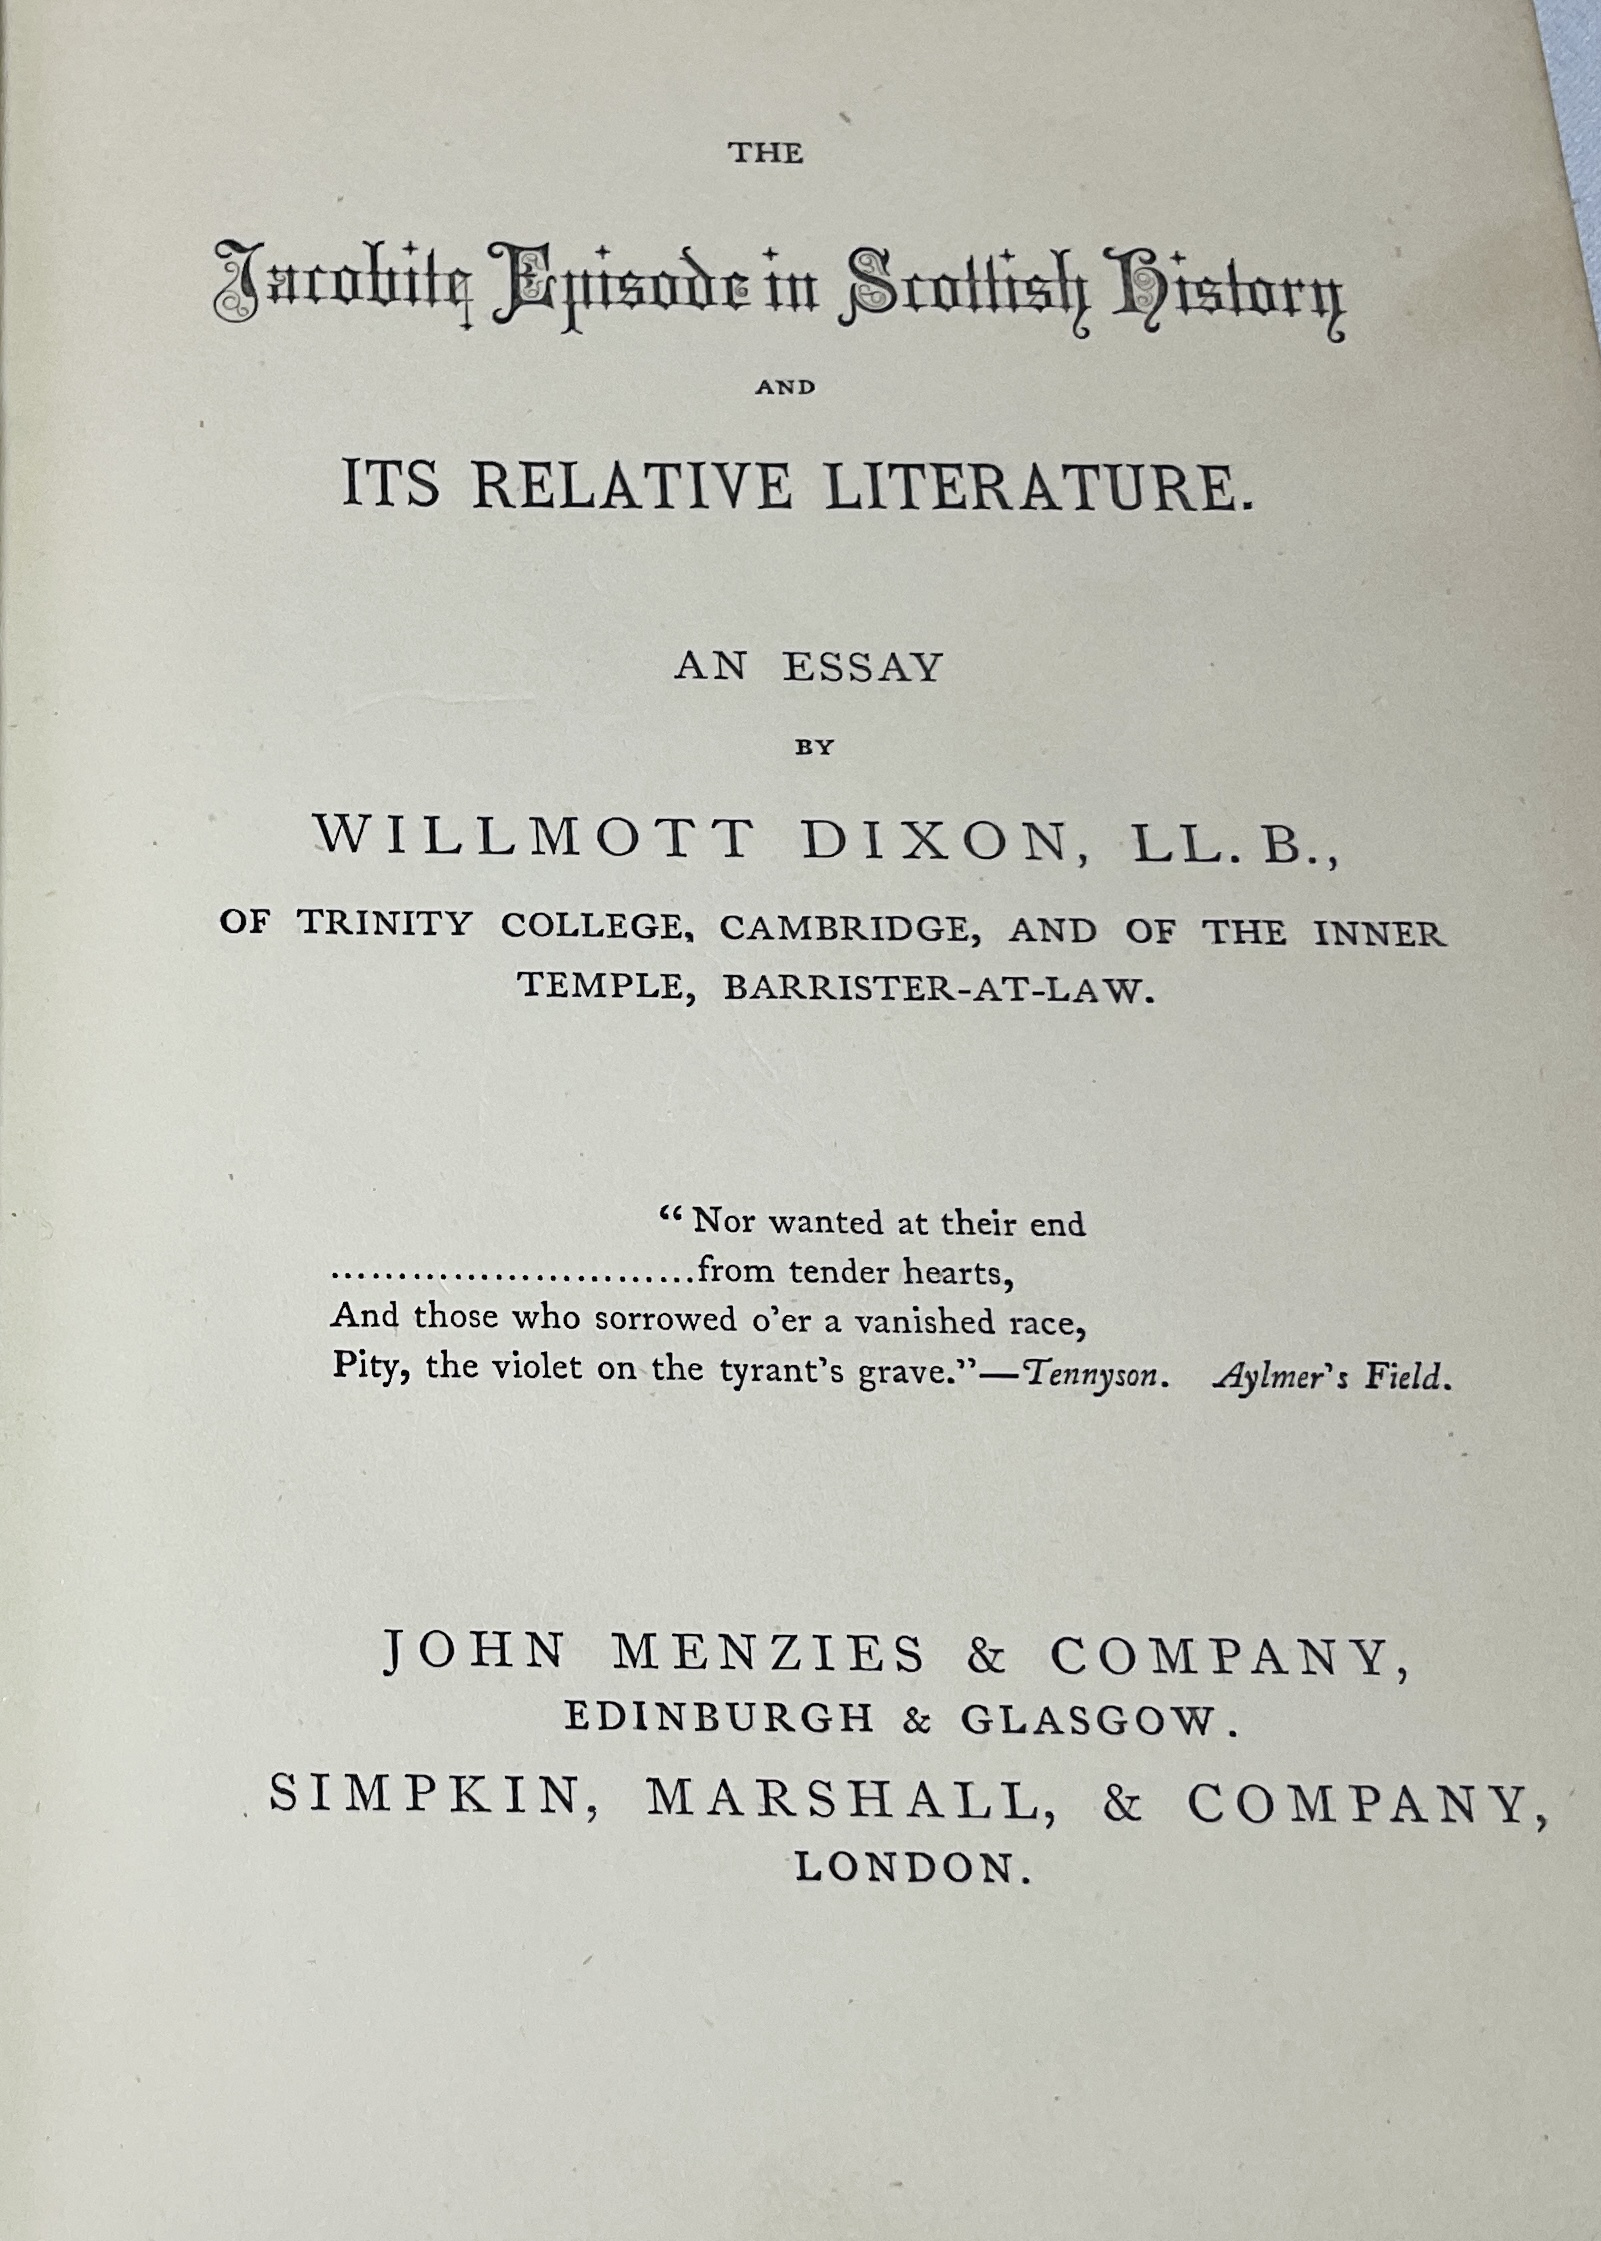 THE
Jacobite Episode in Scottish History
AND
ITS RELATIVE LITERATURE.
AN ESSAY
BY
WILLMOTT DIXON, LL. B.,
OF TRINITY COLLEGE, CAMBRIDGE, AND OF THE INNER
TEMPLE, BARRISTER-AT-LAW.
“Nor wanted at their end
...........................from tender hearts,
And those who sorrowed o’er a vanished race,
Pity, the violet on the tyrant’s grave.”—Tennyson. Aylmer’s Field.
JOHN MENZIES & COMPANY,
EDINBURGH & GLASGOW.
SIMPKIN, MARSHALL, & COMPANY,
LONDON.